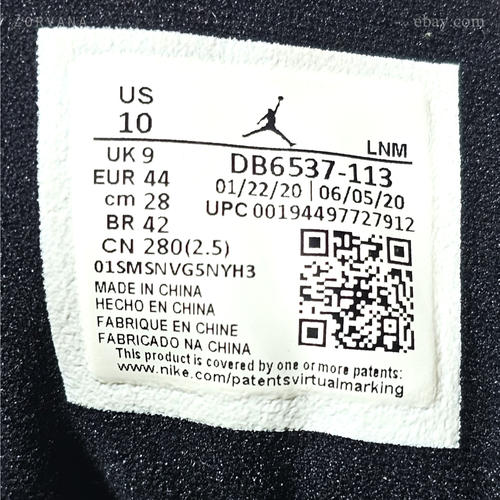 ZORVANA
ebay.com
US
10
LNM
UK 9
EUR 44
cm 28
BR 42
CN 280(2.5)
DB6537-113
01/22/20 | 06/05/20
UPC 00194497727912
01SMSNVG5NYH3
MADE IN CHINA
HECHO EN CHINA
FABRIQUE EN CHINE
FABRICADO NA CHINA
This product is covered by one or more patents:
www.nike.com/patentsvirtualmarking